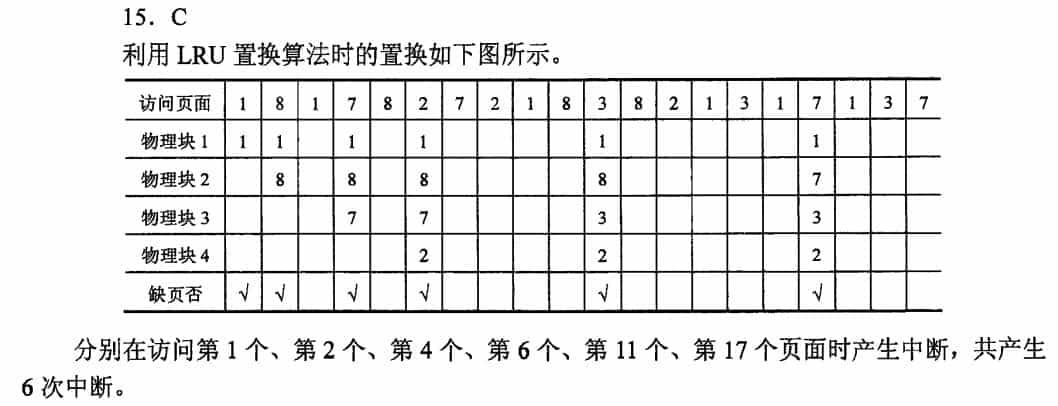 15. C
利用 LRU 置换算法时的置换如下图所示。
访问页面 1 8 1 7 8 2 7 2 1 8 3 8 2 1 3 1 7 1 3 7
物理块 1 1 1 1 1 1 1
物理块 2 8 8 8 8 7
物理块 3 7 7 3 3
物理块 4 2 2 2
缺页否 √ √ √ √ √ √
分别在访问第 1 个、第 2 个、第 4 个、第 6 个、第 11 个、第 17 个页面时产生中断，共产生
6 次中断。